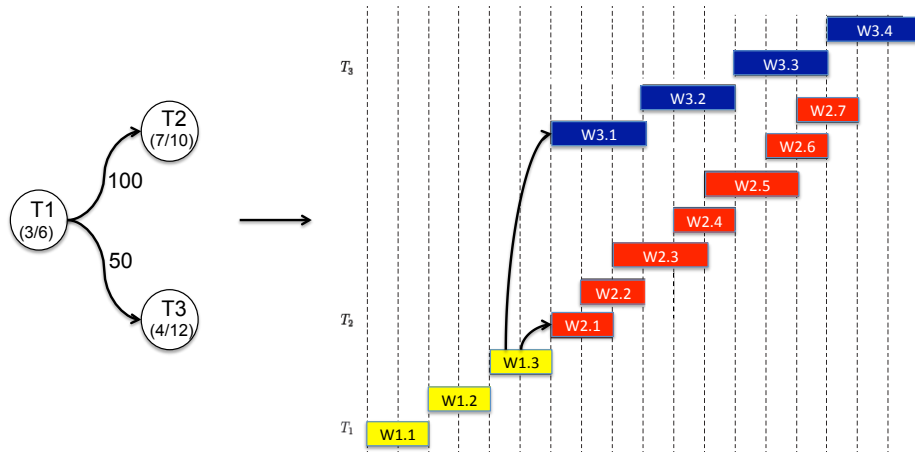 T1
(3/6)
T2
(7/10)
T3
(4/12)
100
50
T3
T2
T1
W3.4
W3.3
W3.2
W3.1
W2.7
W2.6
W2.5
W2.4
W2.3
W2.2
W2.1
W1.3
W1.2
W1.1